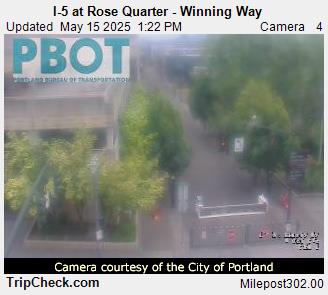 I-5 at Rose Quarter - Winning Way
Updated May 15 2025 1:22 PM Camera 4
PBOT
PORTLAND BUREAU OF TRANSPORTATION
Camera courtesy of the City of Portland
TripCheck.com Milepost302.00